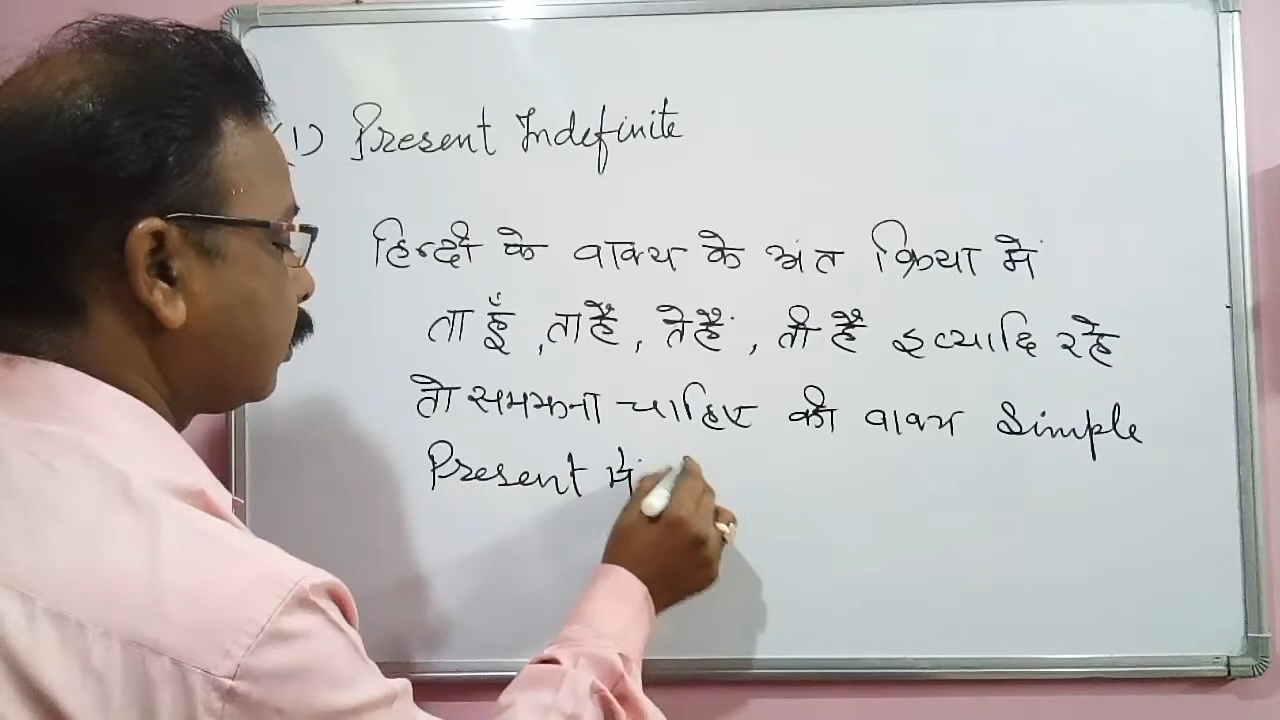 (1) Present Indefinite
हिन्दी के वाक्य के अंत क्रिया में
ता हूँ, ता है, ते हैं, ती है इत्यादि रहे
तो समझना चाहिए की वाक्य Simple
Present में